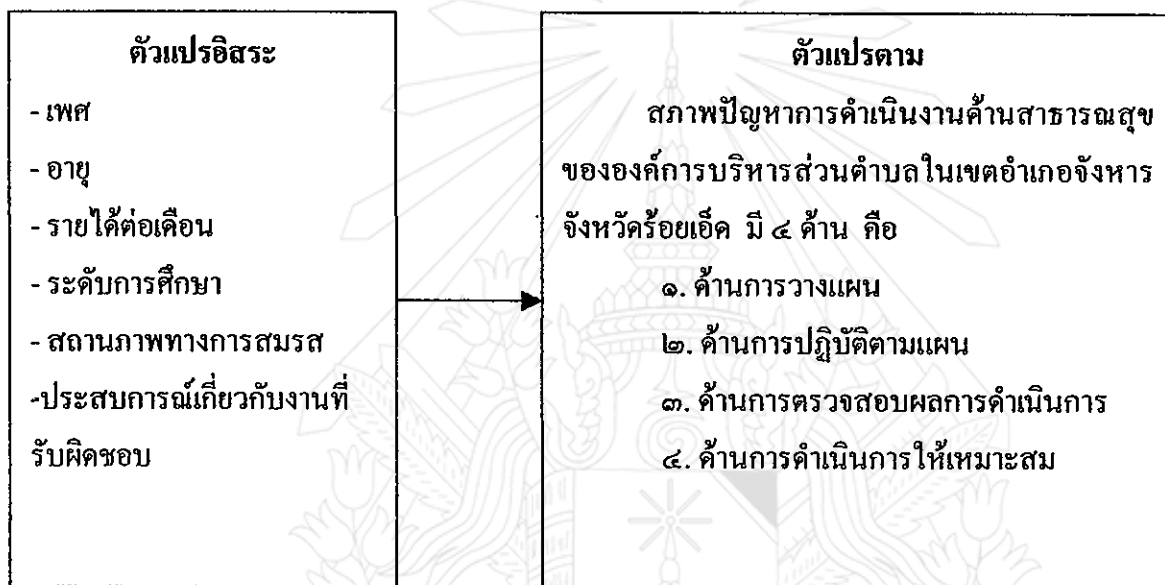 ตัวแปรอิสระ
- เพศ
- อายุ
- รายได้ต่อเดือน
- ระดับการศึกษา
- สถานภาพทางการสมรส
-ประสบการณ์เกี่ยวกับงานที่
รับผิดชอบ
ตัวแปรตาม
สภาพปัญหาการดำเนินงานด้านสาธารณสุข
ขององค์การบริหารส่วนตำบลในเขตอำเภอจังหาร
จังหวัดร้อยเอ็ด มี ๔ ด้าน คือ
๑. ด้านการวางแผน
๒. ด้านการปฏิบัติตามแผน
๓. ด้านการตรวจสอบผลการดำเนินการ
๔. ด้านการดำเนินการให้เหมาะสม